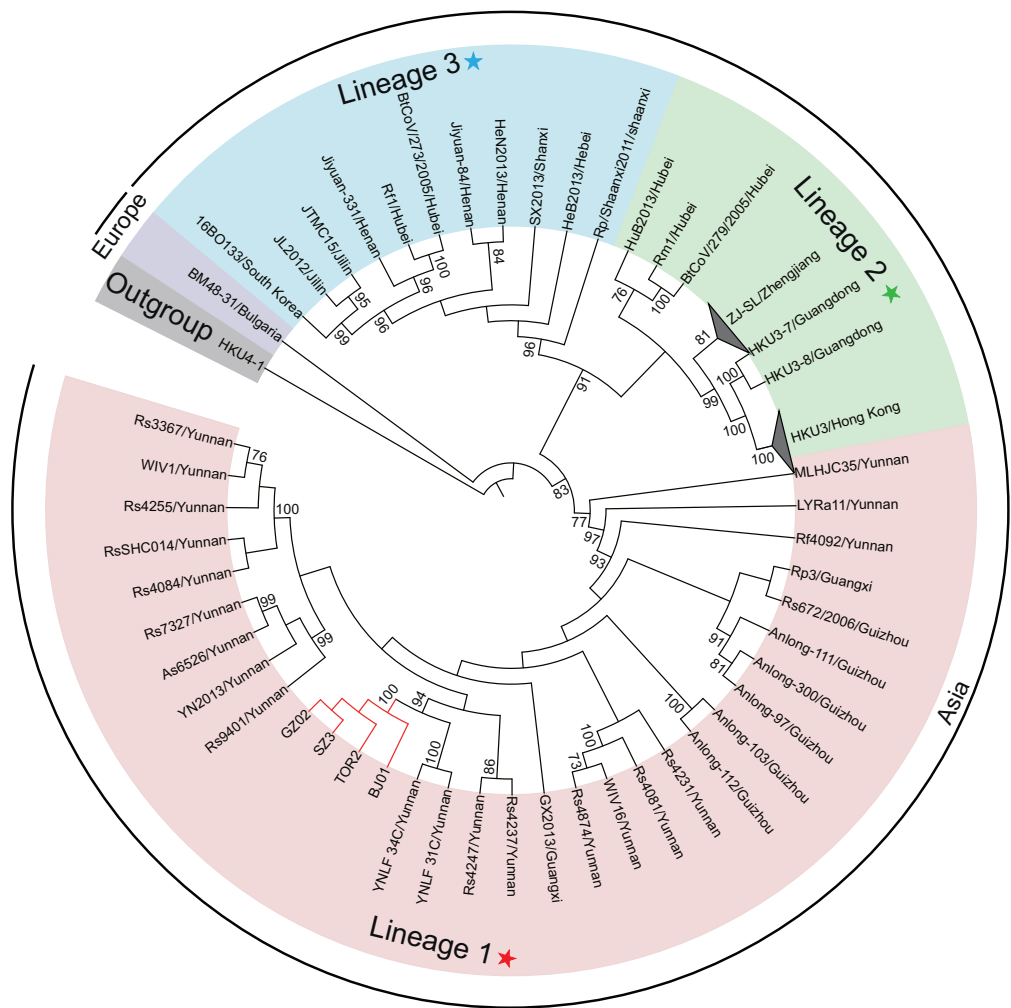 Lineage 3
Lineage 2
Lineage 1
Europe
Asia
Outgroup
HKU4-1
BM48-31/Bulgaria
16BO133/South Korea
JL2012/Jilin
JTMC15/Jilin
Jiyuan-331/Henan
Rf1/Hubei
BtCoV/273/2005/Hubei
Jiyuan-84/Henan
HeN2013/Henan
SX2013/Shanxi
HeB2013/Hebei
Rp/Shaanxi2011/shaanxi
HuB2013/Hubei
Rm1/Hubei
BtCoV/279/2005/Hubei
ZJ-SL/Zhengjiang
HKU3-7/Guangdong
HKU3-8/Guangdong
HKU3/Hong Kong
MLHJC35/Yunnan
LYRa11/Yunnan
Rf4092/Yunnan
Rp3/Guangxi
Rs672/2006/Guizhou
Anlong-111/Guizhou
Anlong-300/Guizhou
Anlong-97/Guizhou
Anlong-103/Guizhou
Anlong-112/Guizhou
Rs4231/Yunnan
Rs4081/Yunnan
WIV16/Yunnan
Rs4874/Yunnan
GX2013/Guangxi
Rs4237/Yunnan
Rs4247/Yunnan
YNLF 31C/Yunnan
YNLF 34C/Yunnan
BJ01
TOR2
SZ3
GZ02
Rs9401/Yunnan
YN2013/Yunnan
As6526/Yunnan
Rs7327/Yunnan
Rs4084/Yunnan
RsSHC014/Yunnan
Rs4255/Yunnan
WIV1/Yunnan
Rs3367/Yunnan
99
95
96
96
100
84
96
91
76
100
81
99
100
100
100
83
77
97
93
91
81
100
100
73
86
100
94
100
99
99
100
76